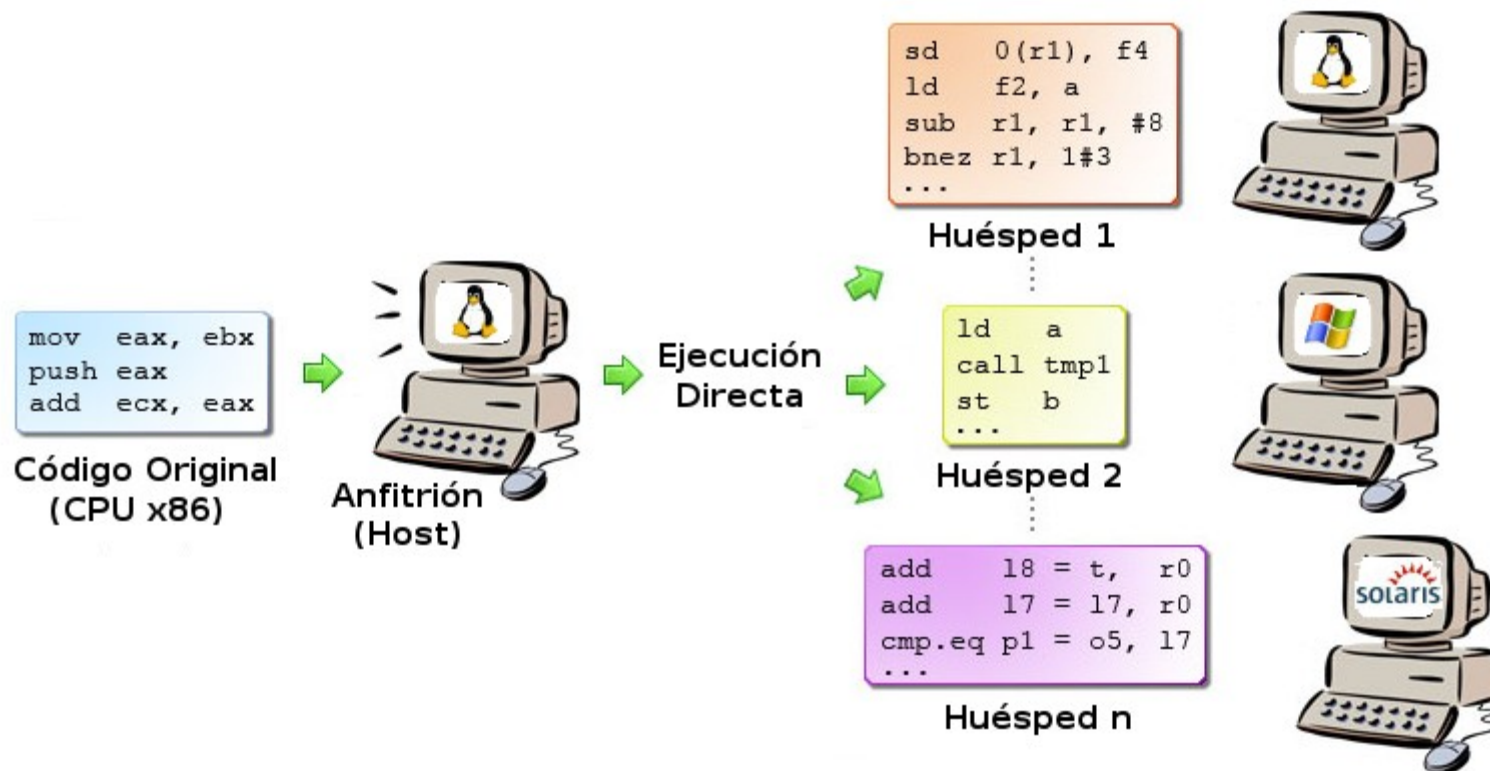 mov eax, ebx
push eax
add ecx, eax
Código Original
(CPU x86)
Anfitrión
(Host)
Ejecución
Directa
sd 0(r1), f4
ld f2, a
sub r1, r1, #8
bnez r1, 1#3
...
Huésped 1
ld a
call tmp1
st b
...
Huésped 2
add l8 = t, r0
add l7 = l7, r0
cmp.eq p1 = o5, l7
...
Huésped n
solaris